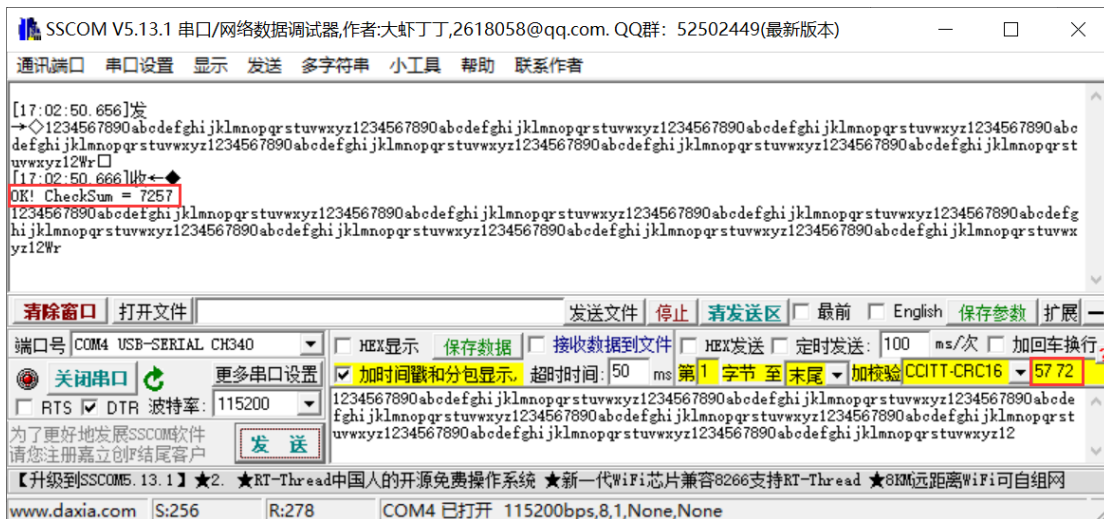 SSCOM V5.13.1 串口/网络数据调试器,作者:大虾丁丁,2618058@qq.com. QQ群: 52502449(最新版本)
通讯端口 串口设置 显示 发送 多字符串 小工具 帮助 联系作者
[17:02:50.656]发
→◇1234567890abcdefghijklmnopqrstuvwxyz1234567890abcdefghijklmnopqrstuvwxyz1234567890abcdefghijklmnopqrstuvwxyz1234567890abc
defghijklmnopqrstuvwxyz1234567890abcdefghijklmnopqrstuvwxyz1234567890abcdefghijklmnopqrstuvwxyz1234567890abcdefghijklmnopqrst
uvwxyz12Wr□
[17:02:50.666]收←◆
OK! CheckSum = 7257
1234567890abcdefghijklmnopqrstuvwxyz1234567890abcdefghijklmnopqrstuvwxyz1234567890abcdefghijklmnopqrstuvwxyz1234567890abcdefg
hijklmnopqrstuvwxyz1234567890abcdefghijklmnopqrstuvwxyz1234567890abcdefghijklmnopqrstuvwxyz1234567890abcdefghijklmnopqrstuvwx
yz12Wr
清除窗口 打开文件 发送文件 停止 清发送区 最前 English 保存参数 扩展
端口号 COM4 USB-SERIAL CH340 HEX显示 保存数据 接收数据到文件 HEX发送 定时发送: 100 ms/次 加回车换行
关闭串口 更多串口设置 加时间戳和分包显示, 超时时间: 50 ms 第1 字节 至 末尾 加校验 CCITT-CRC16 57 72
RTS DTR 波特率: 115200
1234567890abcdefghijklmnopqrstuvwxyz1234567890abcdefghijklmnopqrstuvwxyz1234567890abcdefghijklmnopqrstuvwxyz1234567890abcde
fghijklmnopqrstuvwxyz1234567890abcdefghijklmnopqrstuvwxyz1234567890abcdefghijklmnopqrstuvwxyz1234567890abcdefghijklmnopqrst
uvwxyz1234567890abcdefghijklmnopqrstuvwxyz1234567890abcdefghijklmnopqrstuvwxyz12
为了更好地发展SSCOM软件
请您注册嘉立创F结尾客户
发 送
【升级到SSCOM5.13.1】★2. ★RT-Thread中国人的开源免费操作系统 ★新一代WiFi芯片兼容8266支持RT-Thread ★8KM远距离WiFi可自组网
www.daxia.com S:256 R:278 COM4 已打开 115200bps,8,1,None,None